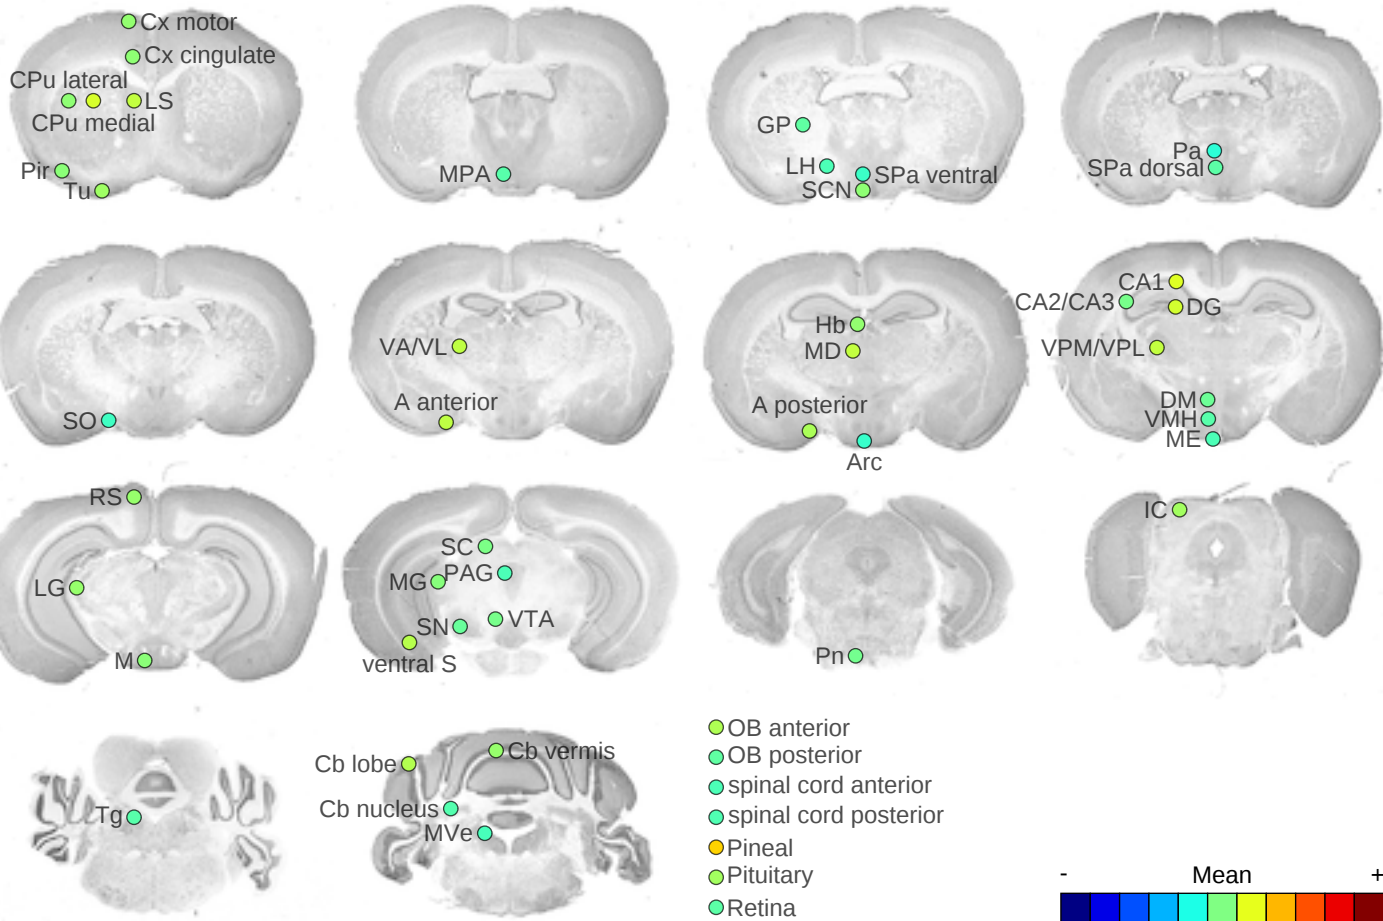 Cx motor
Cx cingulate
CPu lateral
LS
CPu medial
Pir
Tu
MPA
GP
LH
SPa ventral
SCN
Pa
SPa dorsal
SO
VA/VL
A anterior
Hb
MD
A posterior
Arc
CA1
CA2/CA3
DG
VPM/VPL
DM
VMH
ME
RS
LG
M
SC
PAG
MG
VTA
SN
ventral S
Pn
IC
Tg
Cb lobe
Cb vermis
Cb nucleus
MVe
OB anterior
OB posterior
spinal cord anterior
spinal cord posterior
Pineal
Pituitary
Retina
- Mean +